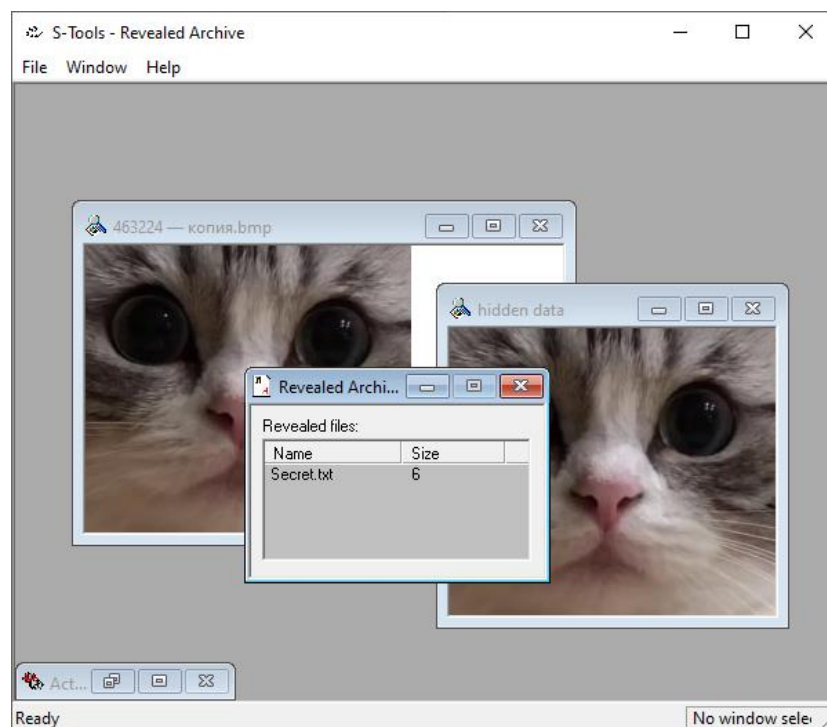 S-Tools - Revealed Archive
File Window Help
463224 — копия.bmp
hidden data
Revealed Archi...
Revealed files:
Name Size
Secret.txt 6
Act...
Ready
No window sele